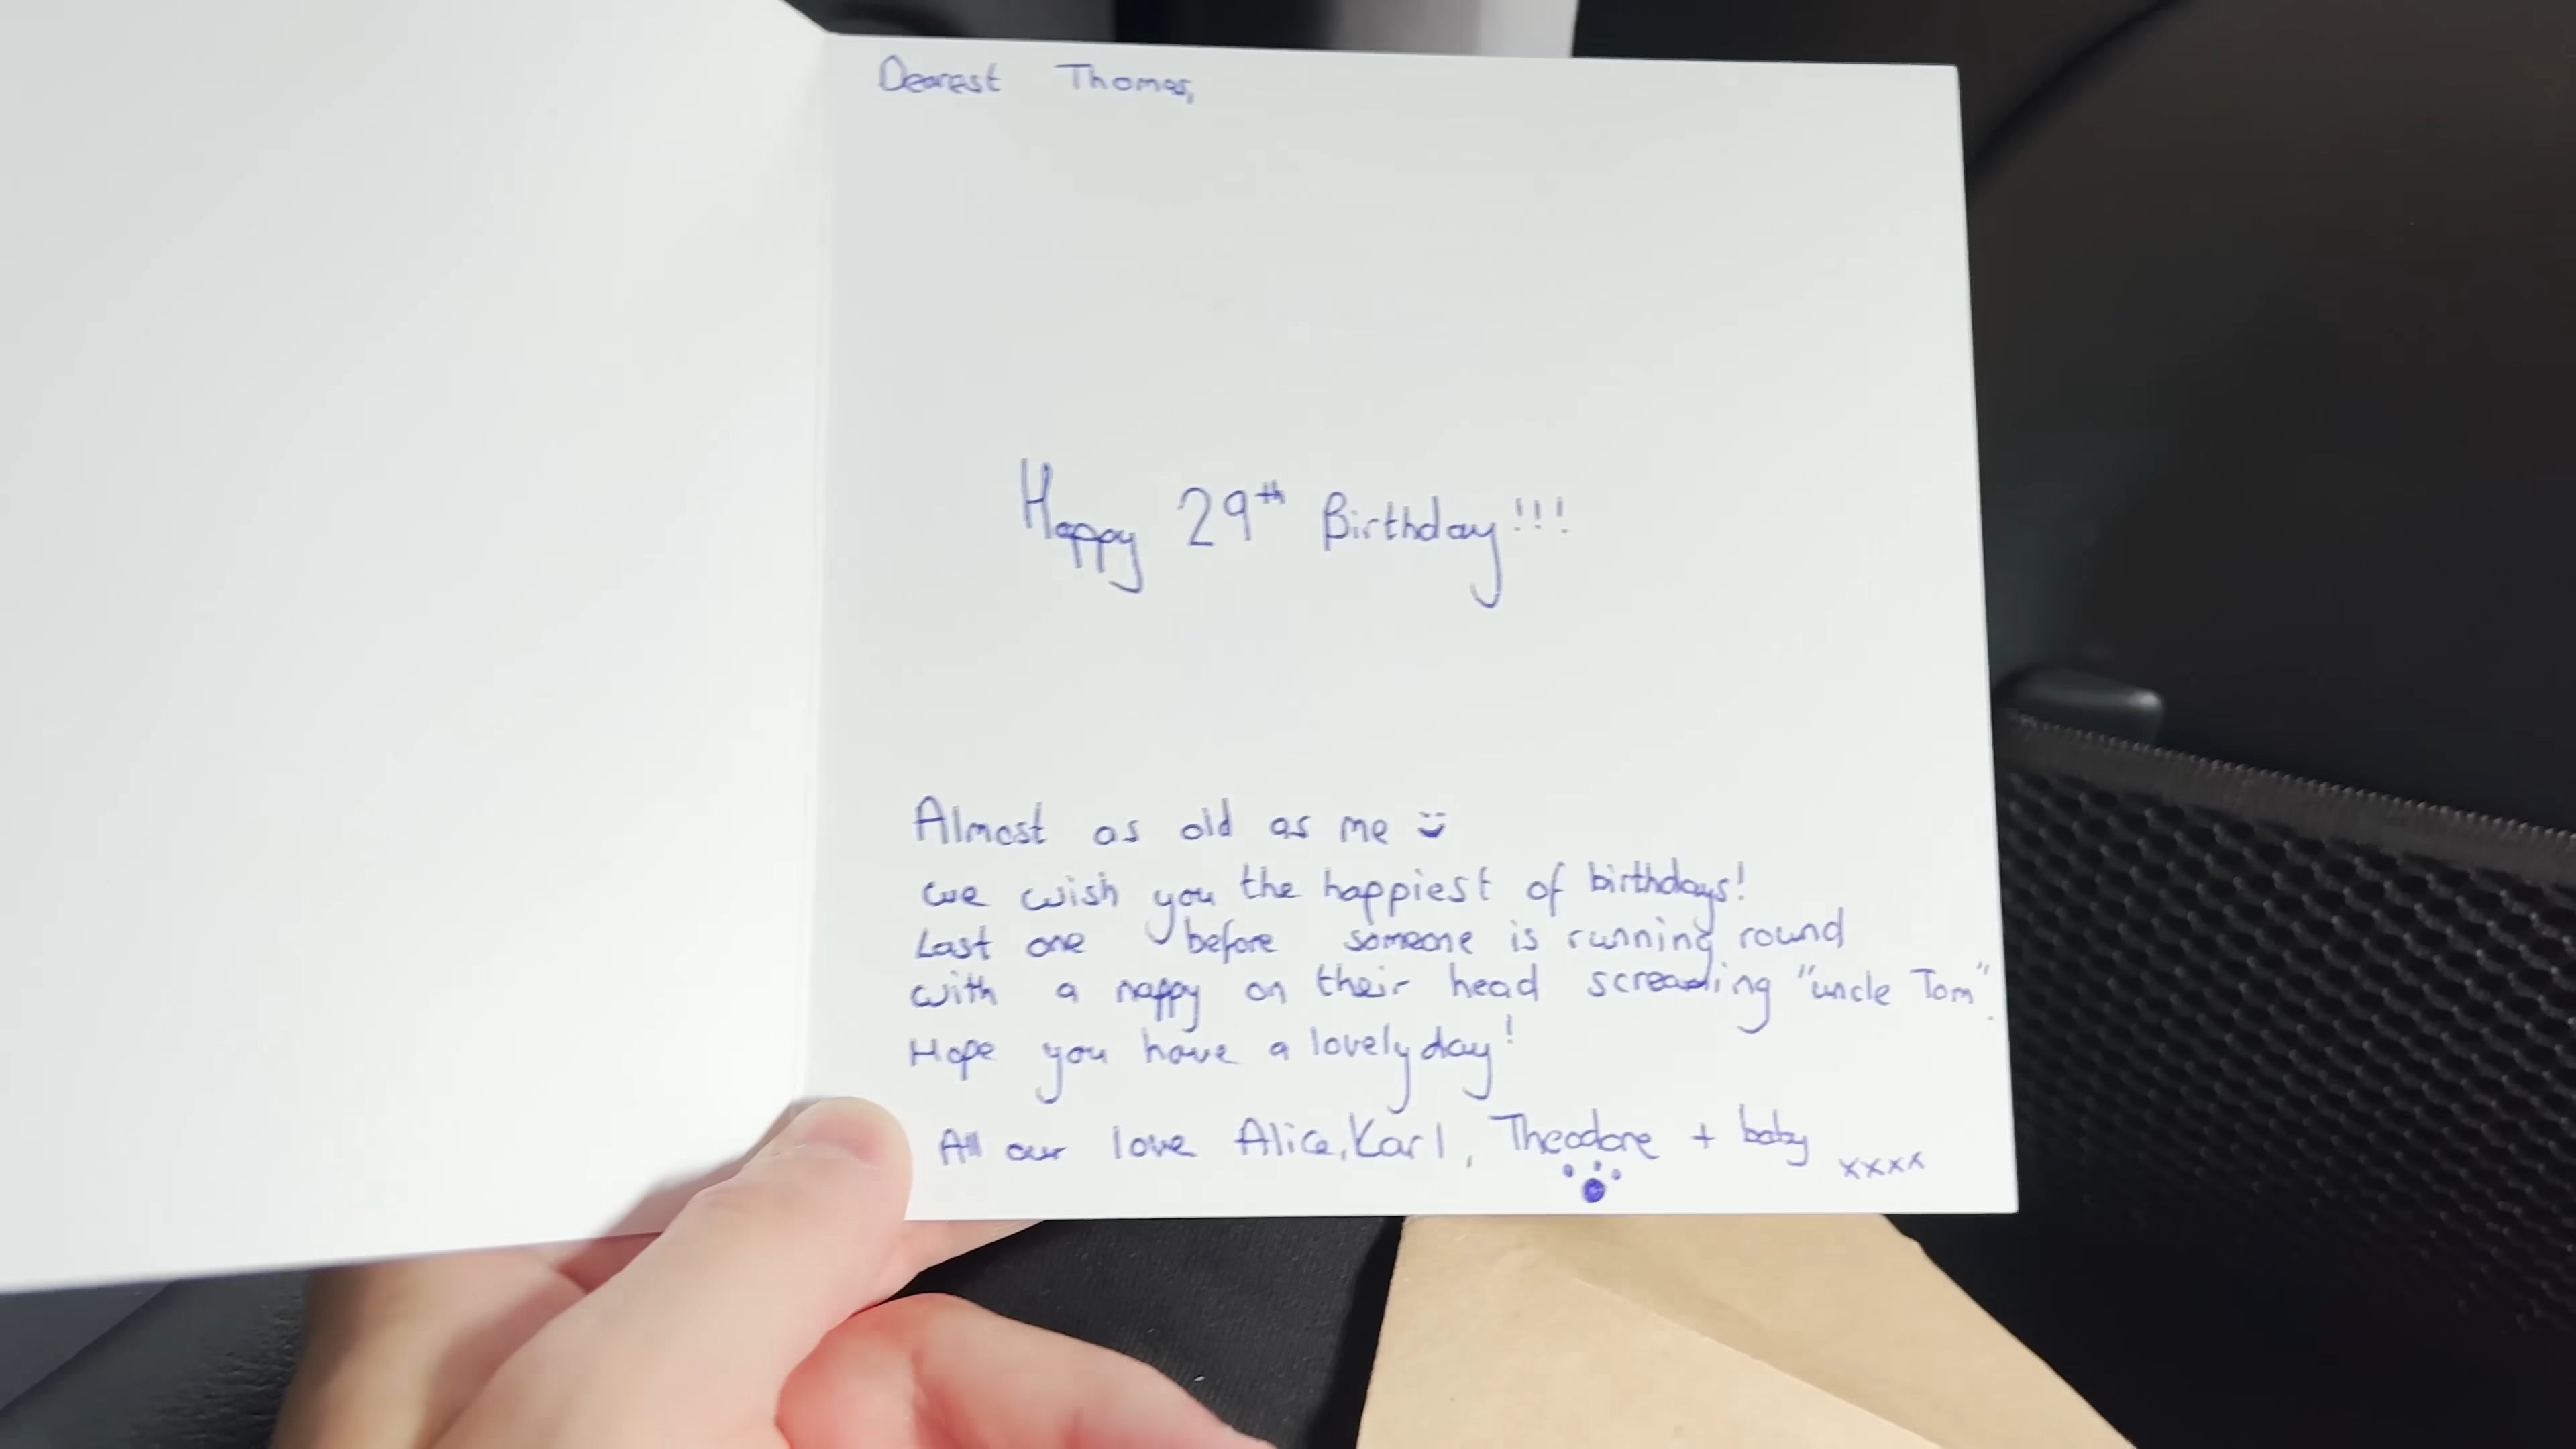 Dearest Thomas,
Happy 29th Birthday!!!
Almost as old as me
we wish you the happiest of birthdays!
Last one before someone is running round
with a nappy on their head screaming "uncle Tom".
Hope you have a lovely day!
All our love Alice, Karl, Theodore + baby xxxx